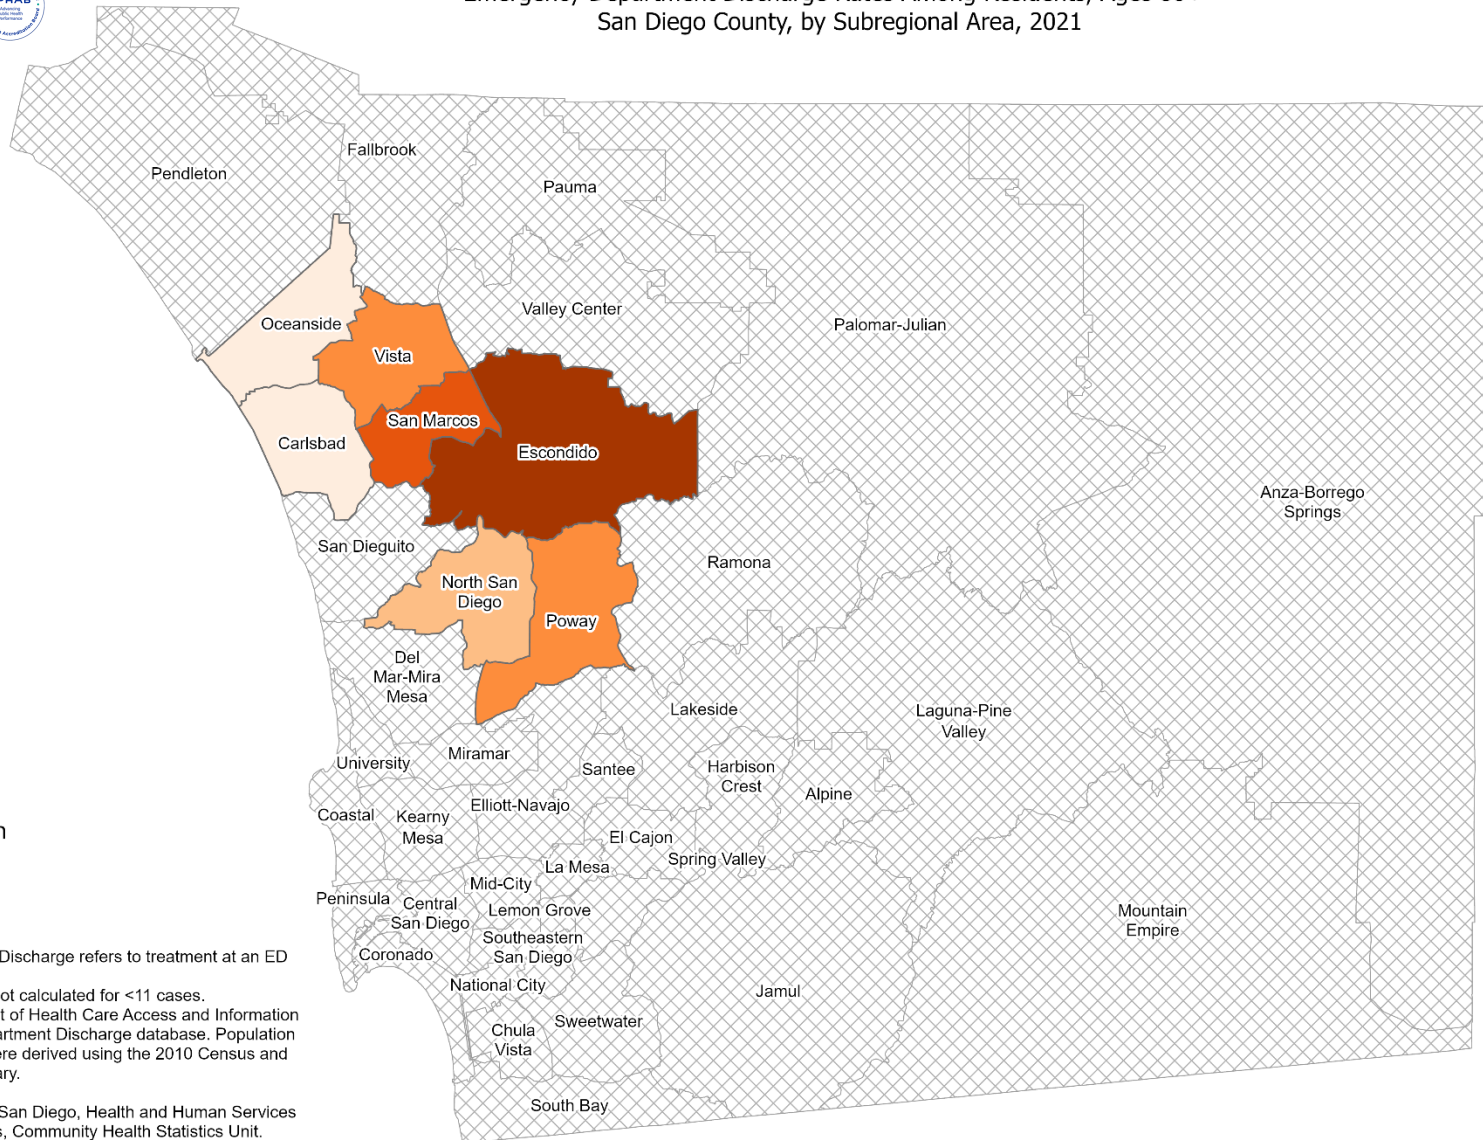 San Diego County, by Subregional Area, 2021
Fallbrook
Pendleton
Pauma
Valley Center
Oceanside
Palomar-Julian
Vista
San Marcos
Carlsbad
Escondido
Anza-Borrego
Springs
San Dieguito
Ramona
North San
Diego
Poway
Del
Mar-Mira
Mesa
Lakeside
Laguna-Pine
Valley
Miramar
University
Santee
Harbison
Crest
Alpine
Elliott-Navajo
Coastal
Kearny
Mesa
El Cajon
La Mesa
Spring Valley
Mid-City
Peninsula
Central
San Diego
Lemon Grove
Mountain
Empire
Southeastern
San Diego
Coronado
National City
Jamul
Sweetwater
Chula
Vista
South Bay
Discharge refers to treatment at an ED
ot calculated for <11 cases.
t of Health Care Access and Information
artment Discharge database. Population
ere derived using the 2010 Census and
ary.
San Diego, Health and Human Services
s, Community Health Statistics Unit.